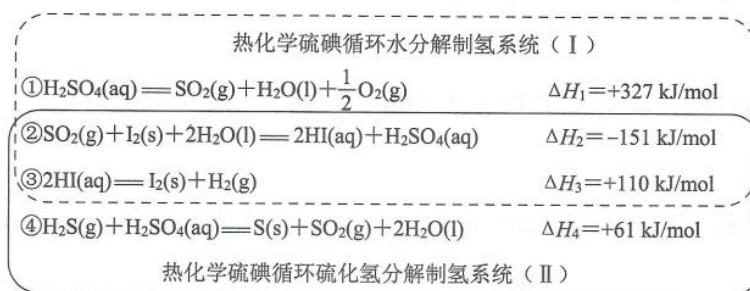 热化学硫碘循环水分解制氢系统（Ⅰ）
①H₂SO₄(aq)══SO₂(g)+H₂O(l)+½O₂(g) ΔH₁=+327 kJ/mol
②SO₂(g)+I₂(s)+2H₂O(l)══2HI(aq)+H₂SO₄(aq) ΔH₂=−151 kJ/mol
③2HI(aq)══I₂(s)+H₂(g) ΔH₃=+110 kJ/mol
④H₂S(g)+H₂SO₄(aq)══S(s)+SO₂(g)+2H₂O(l) ΔH₄=+61 kJ/mol
热化学硫碘循环硫化氢分解制氢系统（Ⅱ）